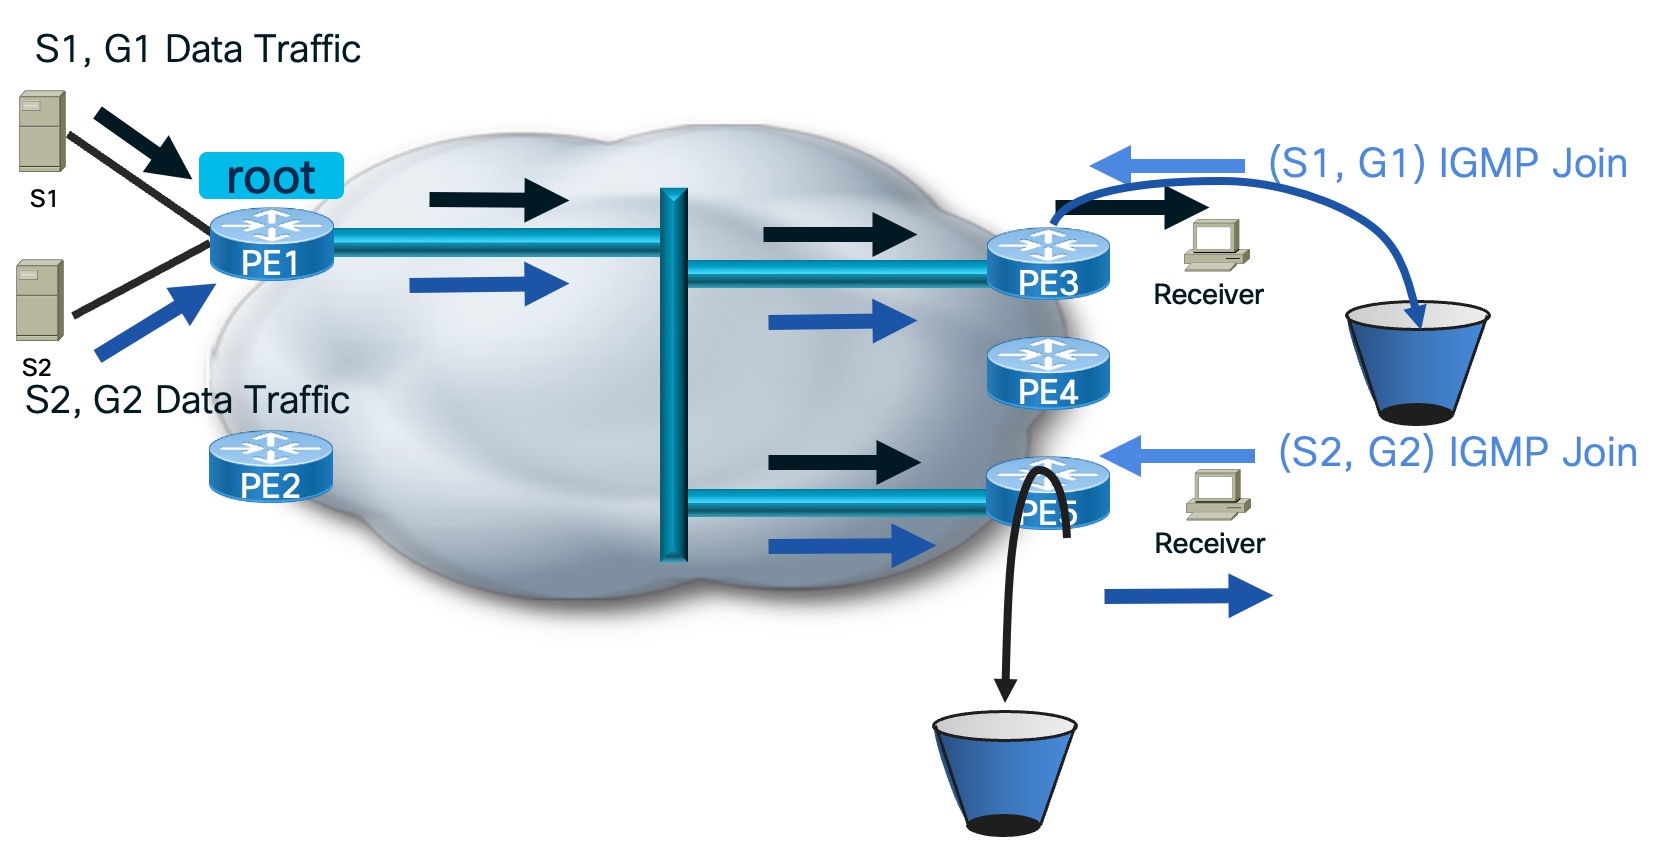 S1, G1 Data Traffic
S1
root
PE1
(S1, G1) IGMP Join
PE3
Receiver
S2
S2, G2 Data Traffic
PE4
PE2
(S2, G2) IGMP Join
PE5
Receiver